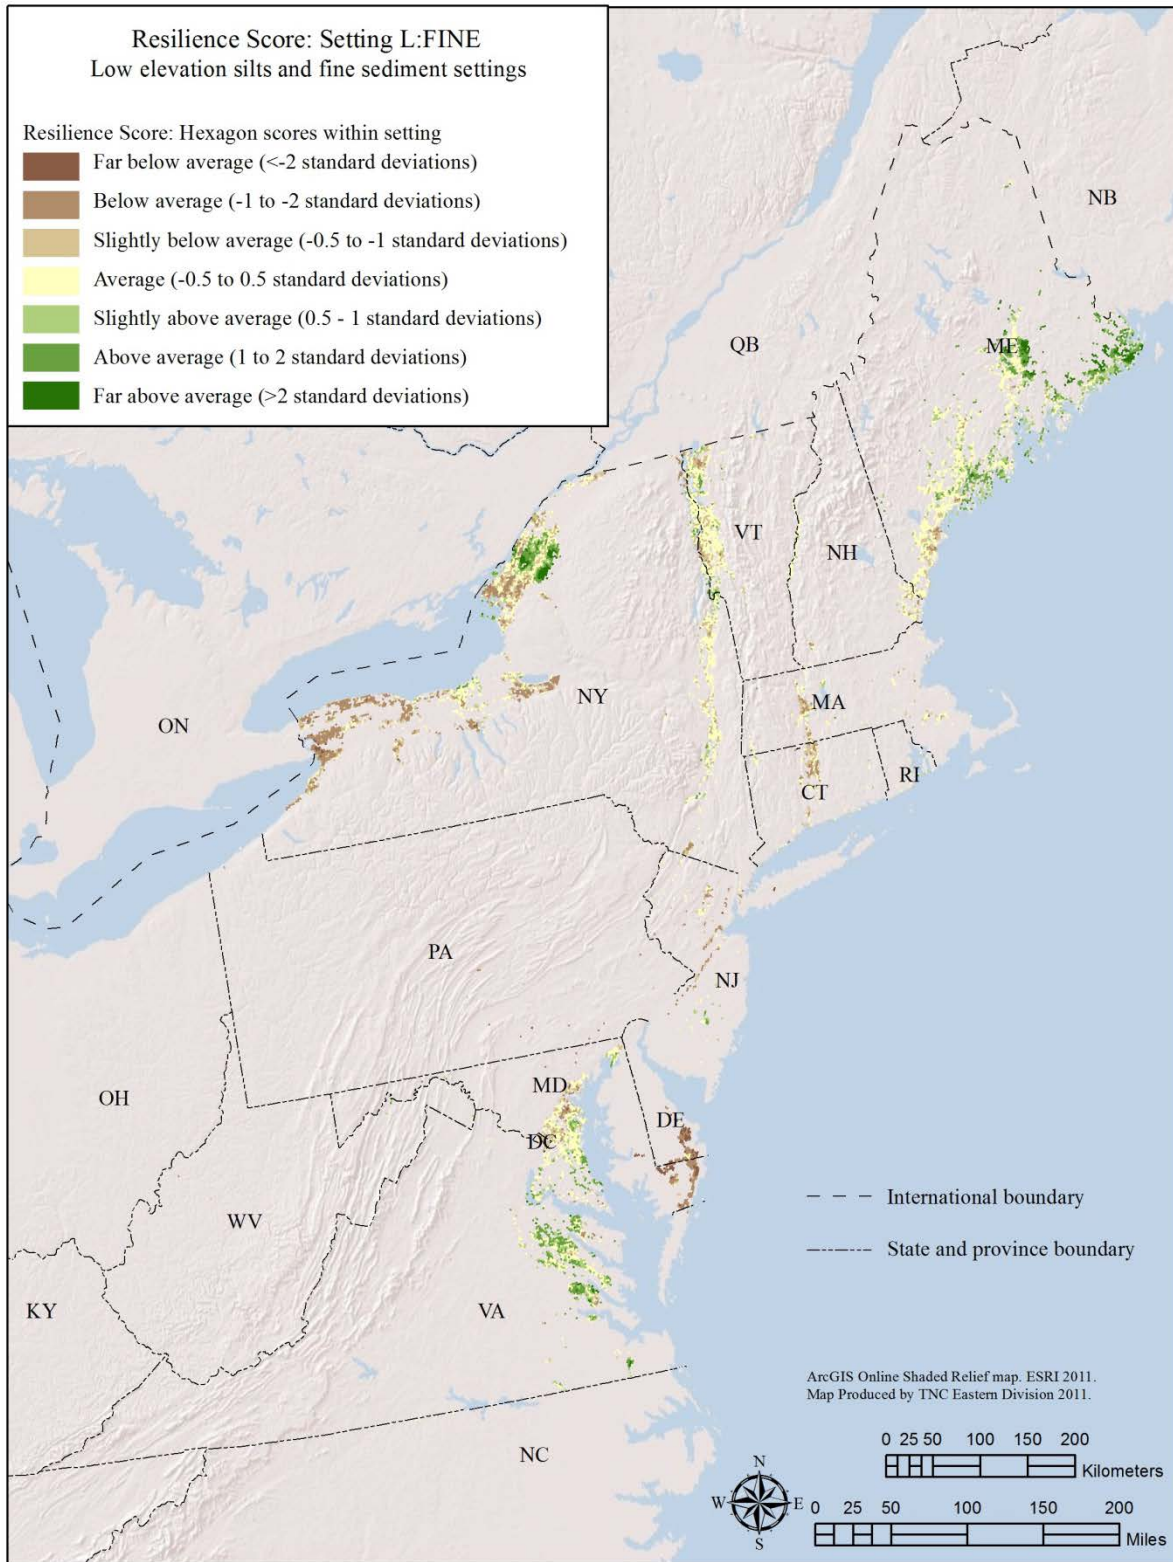 Resilience Score: Setting L:FINE
Low elevation silts and fine sediment settings
Resilience Score: Hexagon scores within setting
Far below average (<-2 standard deviations)
Below average (-1 to -2 standard deviations)
Slightly below average (-0.5 to -1 standard deviations)
Average (-0.5 to 0.5 standard deviations)
Slightly above average (0.5 - 1 standard deviations)
Above average (1 to 2 standard deviations)
Far above average (>2 standard deviations)
NB
QB
ME
VT
NH
ON
NY
MA
CT
RI
PA
NJ
OH
MD
DE
DC
WV
KY
VA
NC
International boundary
State and province boundary
ArcGIS Online Shaded Relief map. ESRI 2011.
Map Produced by TNC Eastern Division 2011.
0 25 50 100 150 200
Kilometers
N
W E
S
0 25 50 100 150 200
Miles